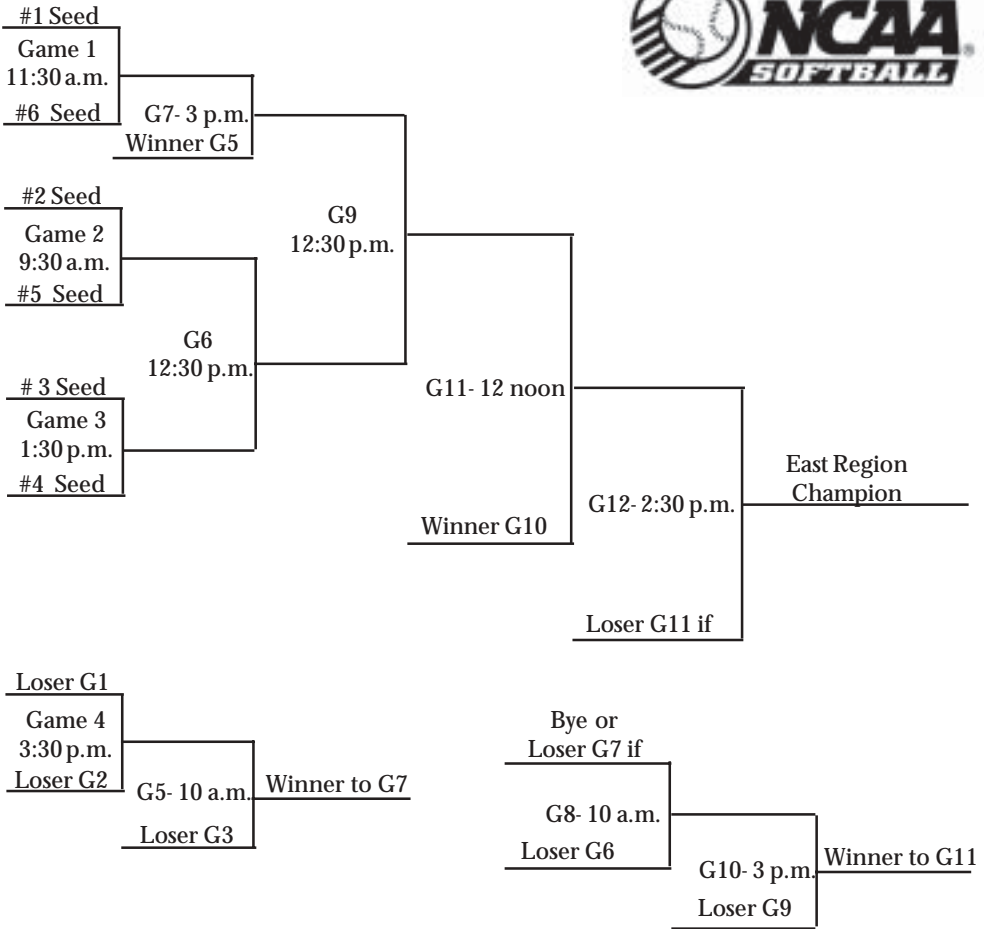 #1 Seed
Game 1
11:30 a.m.
#6 Seed
G7- 3 p.m.
Winner G5
NCAA
SOFTBALL
®
#2 Seed
Game 2
9:30 a.m.
#5 Seed
G6
12:30 p.m.
# 3 Seed
Game 3
1:30 p.m.
#4 Seed
G9
12:30 p.m.
G11- 12 noon
Winner G10
G12- 2:30 p.m.
Loser G11 if
East Region
Champion
Loser G1
Game 4
3:30 p.m.
Loser G2
G5- 10 a.m.
Loser G3
Winner to G7
Bye or
Loser G7 if
G8- 10 a.m.
Loser G6
G10- 3 p.m.
Loser G9
Winner to G11